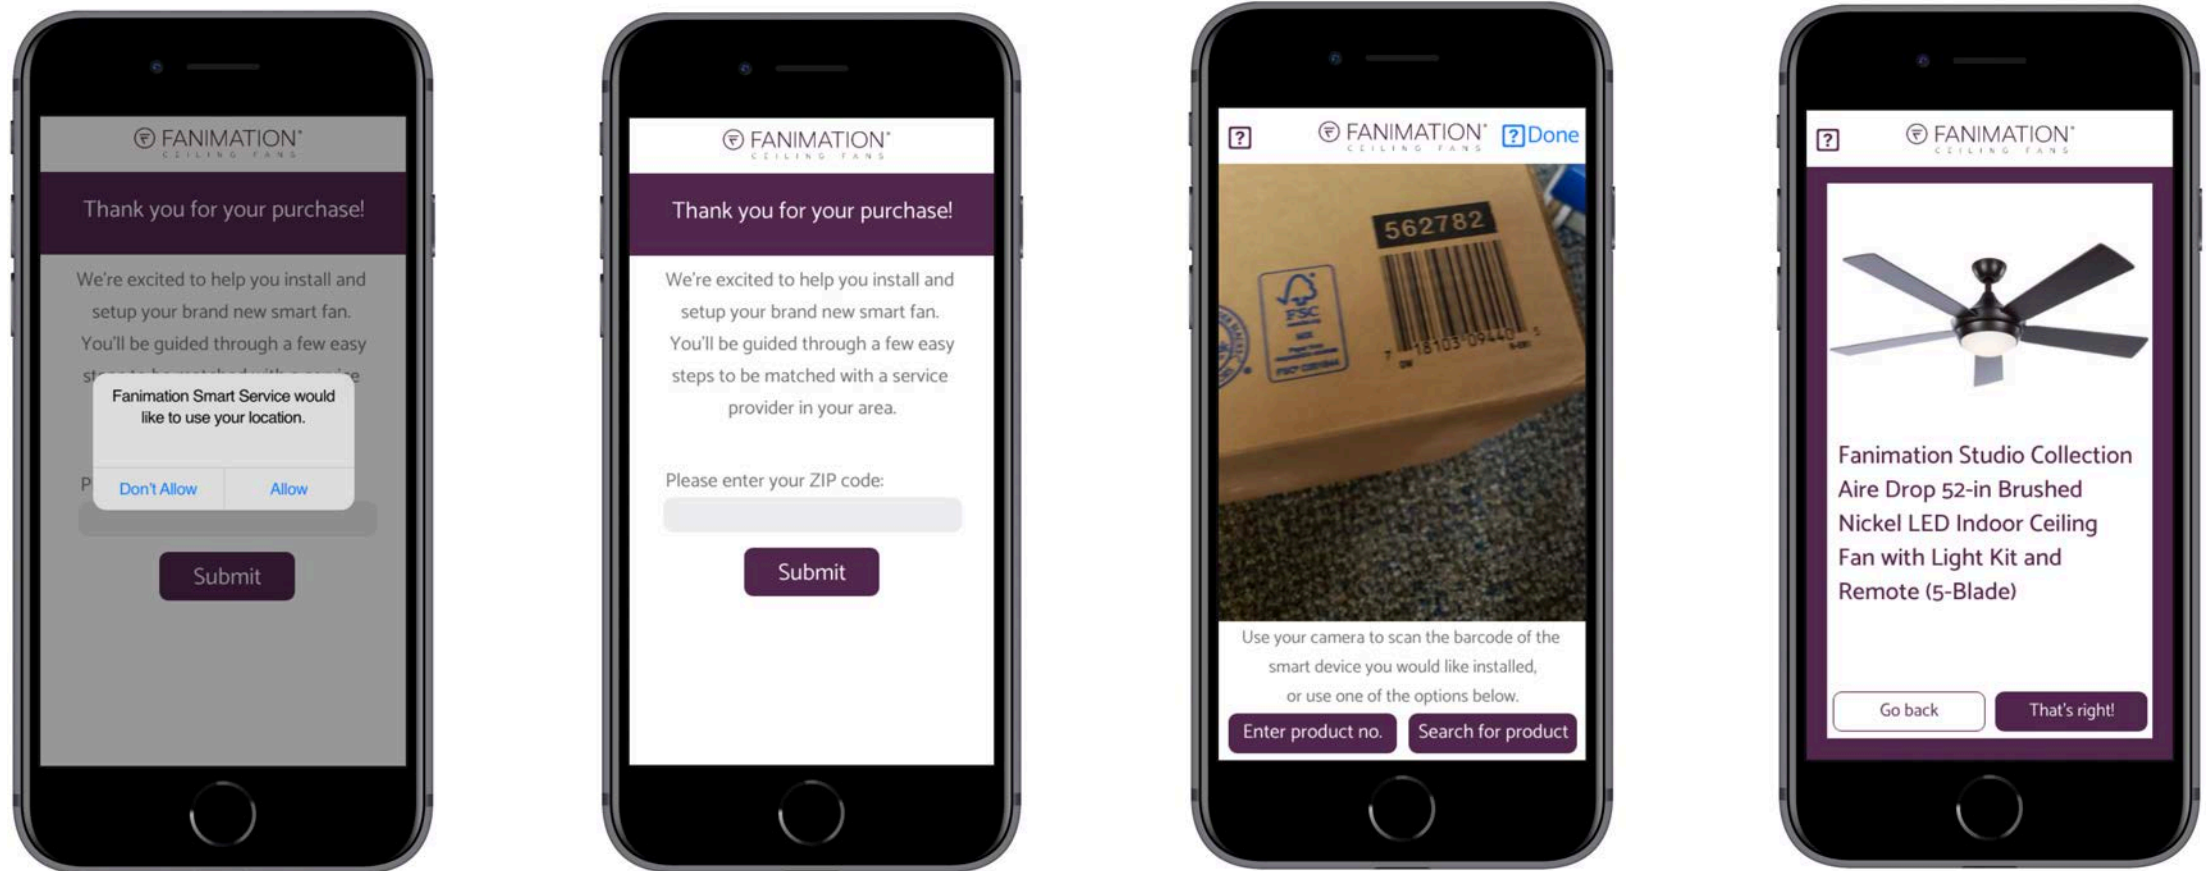 FANIMATION®
CEILING FANS
Thank you for your purchase!
We're excited to help you install and
setup your brand new smart fan.
You'll be guided through a few easy
Fanimation Smart Service would
like to use your location.
Don't Allow Allow
Submit
FANIMATION®
CEILING FANS
Thank you for your purchase!
We're excited to help you install and
setup your brand new smart fan.
You'll be guided through a few easy
steps to be matched with a service
provider in your area.
Please enter your ZIP code:
Submit
? FANIMATION® ? Done
CEILING FANS
562782
FSC
7 18103 09440 5
Use your camera to scan the barcode of the
smart device you would like installed,
or use one of the options below.
Enter product no. Search for product
? FANIMATION®
CEILING FANS
Fanimation Studio Collection
Aire Drop 52-in Brushed
Nickel LED Indoor Ceiling
Fan with Light Kit and
Remote (5-Blade)
Go back That's right!